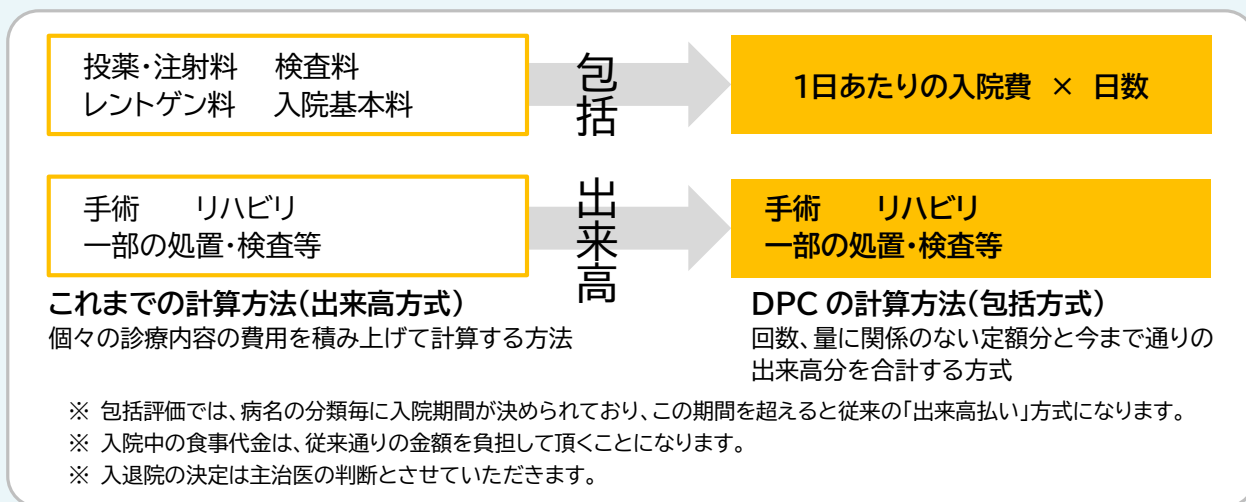 投薬・注射料　検査料
レントゲン料　入院基本料
包括
1日あたりの入院費 × 日数
手術　　リハビリ
一部の処置・検査等
出来高
手術　　リハビリ
一部の処置・検査等
これまでの計算方法(出来高方式)
個々の診療内容の費用を積み上げて計算する方法
DPC の計算方法(包括方式)
回数、量に関係のない定額分と今まで通りの
出来高分を合計する方式
※ 包括評価では、病名の分類毎に入院期間が決められており、この期間を超えると従来の「出来高払い」方式になります。
※ 入院中の食事代金は、従来通りの金額を負担して頂くことになります。
※ 入退院の決定は主治医の判断とさせていただきます。